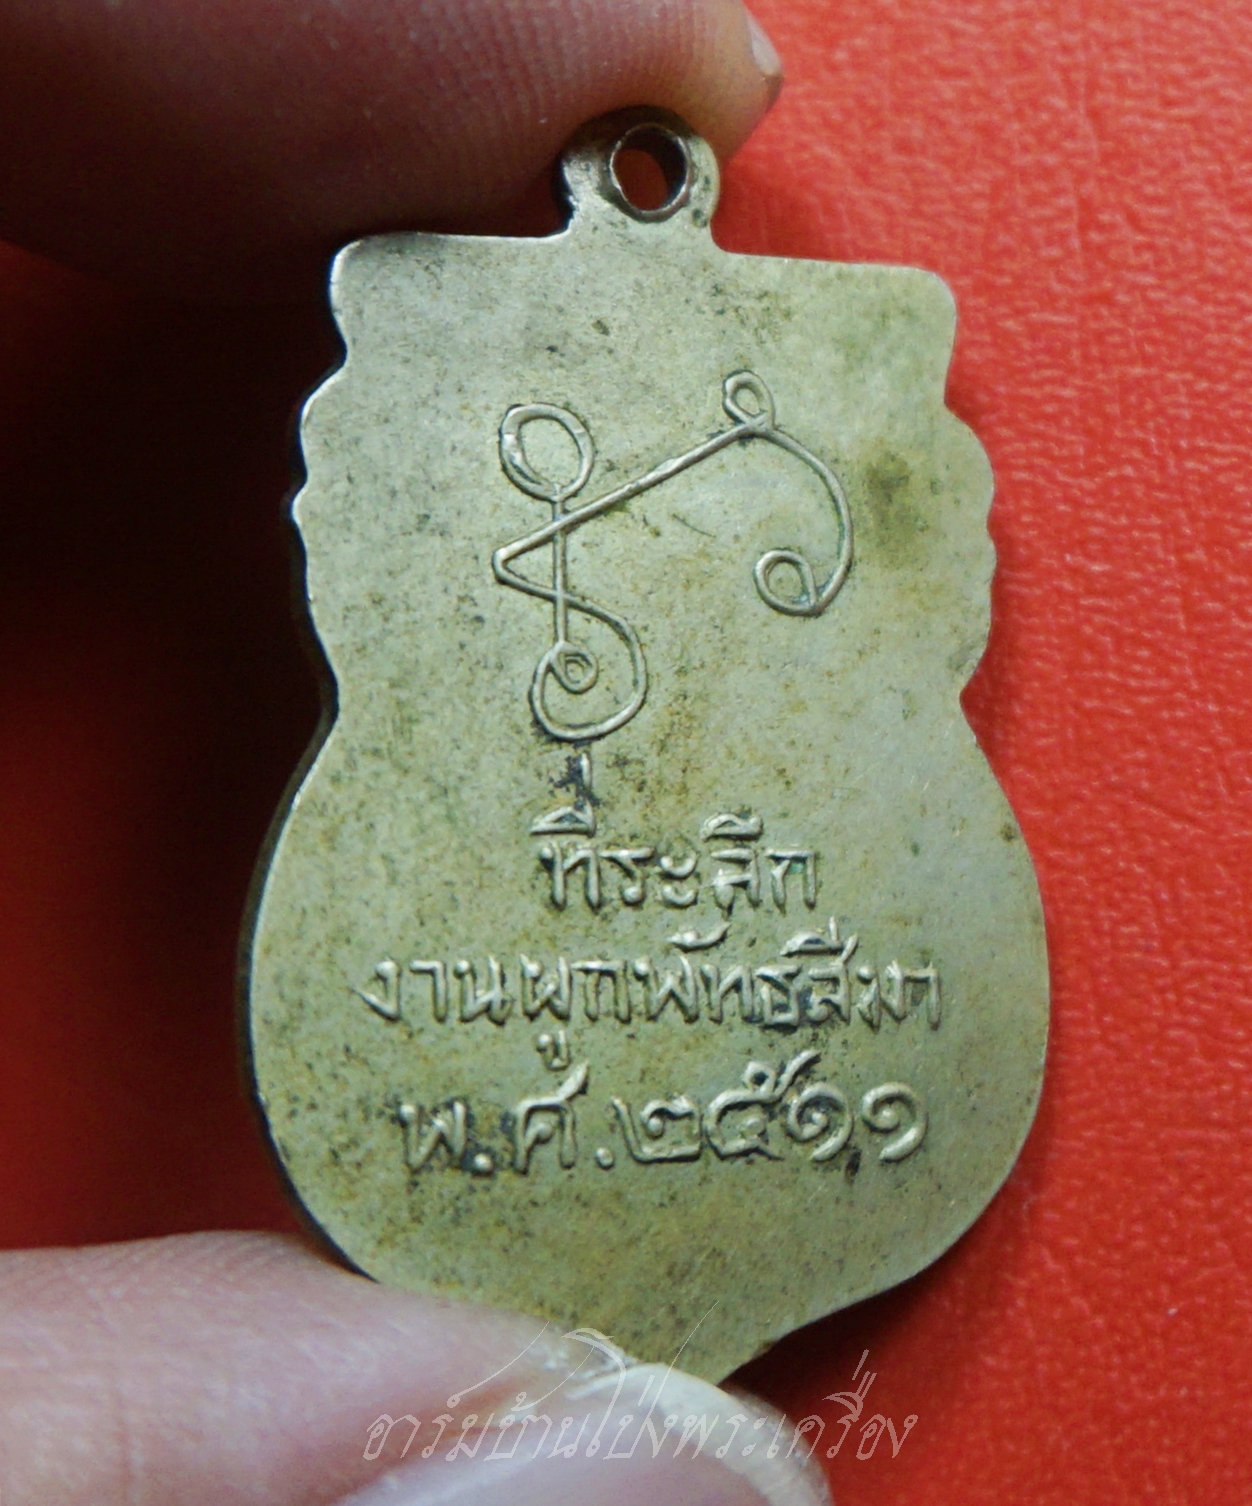 ที่ระลึก
งานผูกพัทธสีมา
พ.ศ.๒๕๑๑
อาร์มบ้านโป่งพระเครื่อง